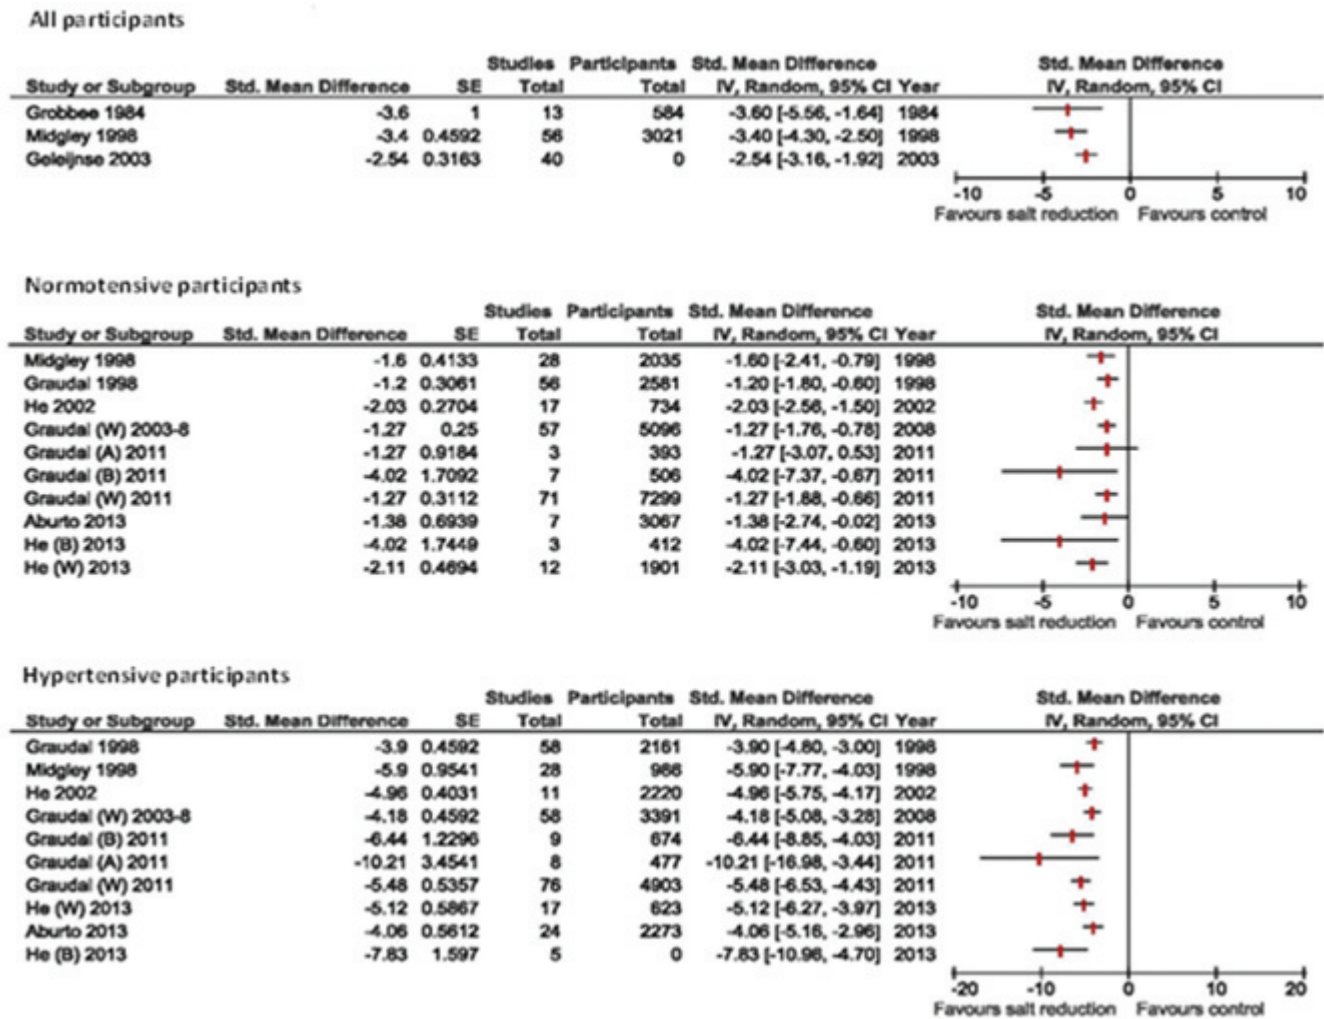 All participants
Studies Participants Std. Mean Difference Std. Mean Difference
Study or Subgroup Std. Mean Difference SE Total Total IV, Random, 95% CI Year IV, Random, 95% CI
Grobbee 1984 -3.6 1 13 584 -3.60 [-5.56, -1.64] 1984
Midgley 1998 -3.4 0.4592 56 3021 -3.40 [-4.30, -2.50] 1998
Geleijnse 2003 -2.54 0.3163 40 0 -2.54 [-3.16, -1.92] 2003
-10 -5 0 5 10
Favours salt reduction Favours control
Normotensive participants
Studies Participants Std. Mean Difference Std. Mean Difference
Study or Subgroup Std. Mean Difference SE Total Total IV, Random, 95% CI Year IV, Random, 95% CI
Midgley 1998 -1.6 0.4133 28 2035 -1.60 [-2.41, -0.79] 1998
Graudal 1998 -1.2 0.3061 56 2581 -1.20 [-1.80, -0.60] 1998
He 2002 -2.03 0.2704 17 734 -2.03 [-2.56, -1.50] 2002
Graudal (W) 2003-8 -1.27 0.25 57 5096 -1.27 [-1.76, -0.78] 2008
Graudal (A) 2011 -1.27 0.9184 3 393 -1.27 [-3.07, 0.53] 2011
Graudal (B) 2011 -4.02 1.7092 7 506 -4.02 [-7.37, -0.67] 2011
Graudal (W) 2011 -1.27 0.3112 71 7299 -1.27 [-1.88, -0.66] 2011
Aburto 2013 -1.38 0.6939 7 3067 -1.38 [-2.74, -0.02] 2013
He (B) 2013 -4.02 1.7449 3 412 -4.02 [-7.44, -0.60] 2013
He (W) 2013 -2.11 0.4694 12 1901 -2.11 [-3.03, -1.19] 2013
-10 -5 0 5 10
Favours salt reduction Favours control
Hypertensive participants
Studies Participants Std. Mean Difference Std. Mean Difference
Study or Subgroup Std. Mean Difference SE Total Total IV, Random, 95% CI Year IV, Random, 95% CI
Graudal 1998 -3.9 0.4592 58 2161 -3.90 [-4.80, -3.00] 1998
Midgley 1998 -5.9 0.9541 28 986 -5.90 [-7.77, -4.03] 1998
He 2002 -4.96 0.4031 11 2220 -4.96 [-5.75, -4.17] 2002
Graudal (W) 2003-8 -4.18 0.4592 58 3391 -4.18 [-5.08, -3.28] 2008
Graudal (B) 2011 -6.44 1.2296 9 674 -6.44 [-8.85, -4.03] 2011
Graudal (A) 2011 -10.21 3.4541 8 477 -10.21 [-16.98, -3.44] 2011
Graudal (W) 2011 -5.48 0.5357 76 4903 -5.48 [-6.53, -4.43] 2011
He (W) 2013 -5.12 0.5867 17 623 -5.12 [-6.27, -3.97] 2013
Aburto 2013 -4.06 0.5612 24 2273 -4.06 [-5.16, -2.96] 2013
He (B) 2013 -7.83 1.597 5 0 -7.83 [-10.96, -4.70] 2013
-20 -10 0 10 20
Favours salt reduction Favours control